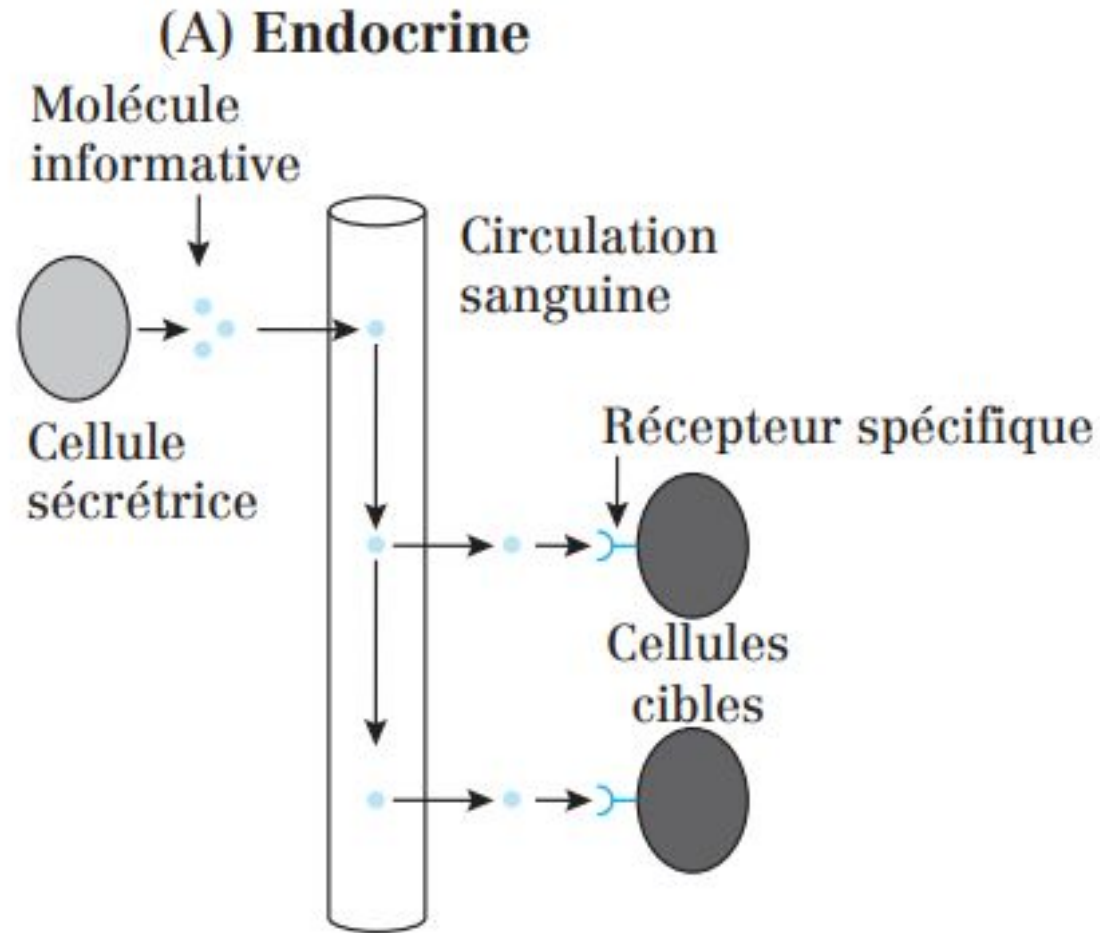 (A) Endocrine
Molécule
informative
Circulation
sanguine
Cellule
sécrétrice
Récepteur spécifique
Cellules
cibles